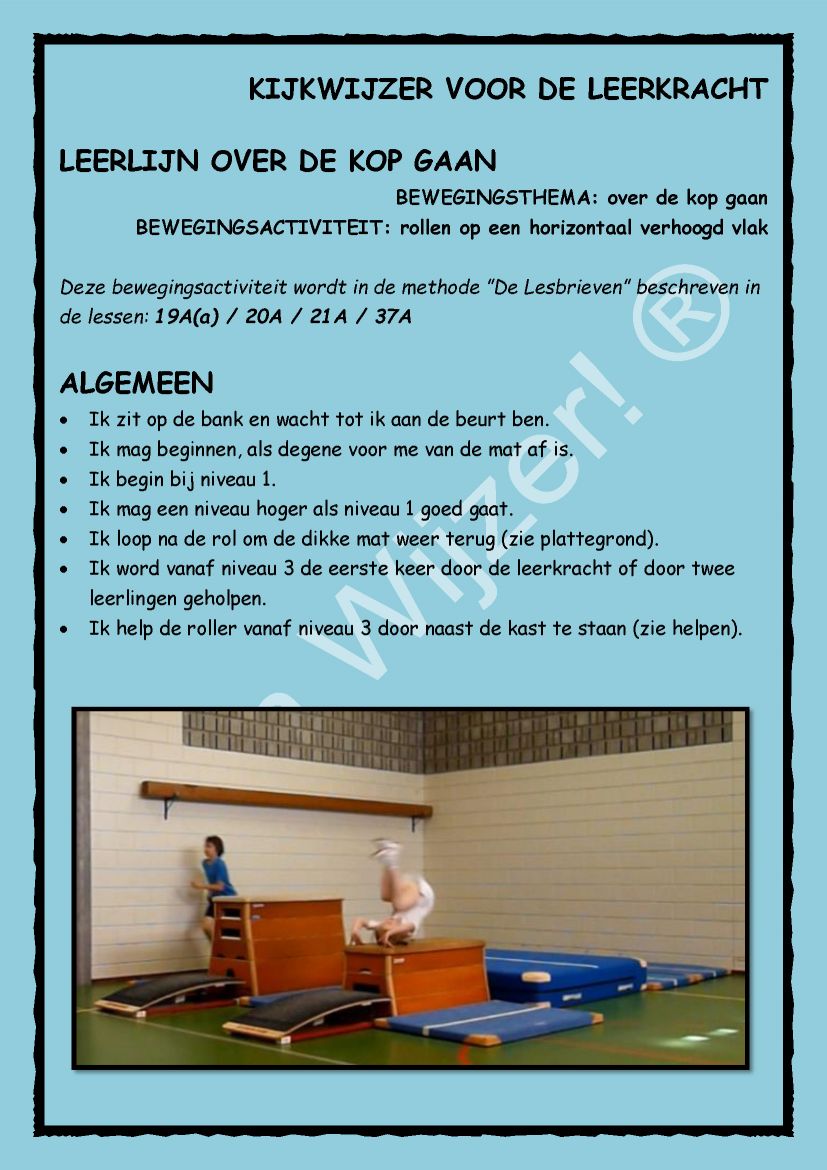 KIJKWIJZER VOOR DE LEERKRACHT
LEERLIJN OVER DE KOP GAAN
BEWEGINGSTHEMA: over de kop gaan
BEWEGINGSACTIVITEIT: rollen op een horizontaal verhoogd vlak
Deze bewegingsactiviteit wordt in de methode "De Lesbrieven" beschreven in
de lessen: 19A(a) / 20A / 21A / 37A
ALGEMEEN
• Ik zit op de bank en wacht tot ik aan de beurt ben.
• Ik mag beginnen, als degene voor me van de mat af is.
• Ik begin bij niveau 1.
• Ik mag een niveau hoger als niveau 1 goed gaat.
• Ik loop na de rol om de dikke mat weer terug (zie plattegrond).
• Ik word vanaf niveau 3 de eerste keer door de leerkracht of door twee
leerlingen geholpen.
• Ik help de roller vanaf niveau 3 door naast de kast te staan (zie helpen).
Wijzer! ®